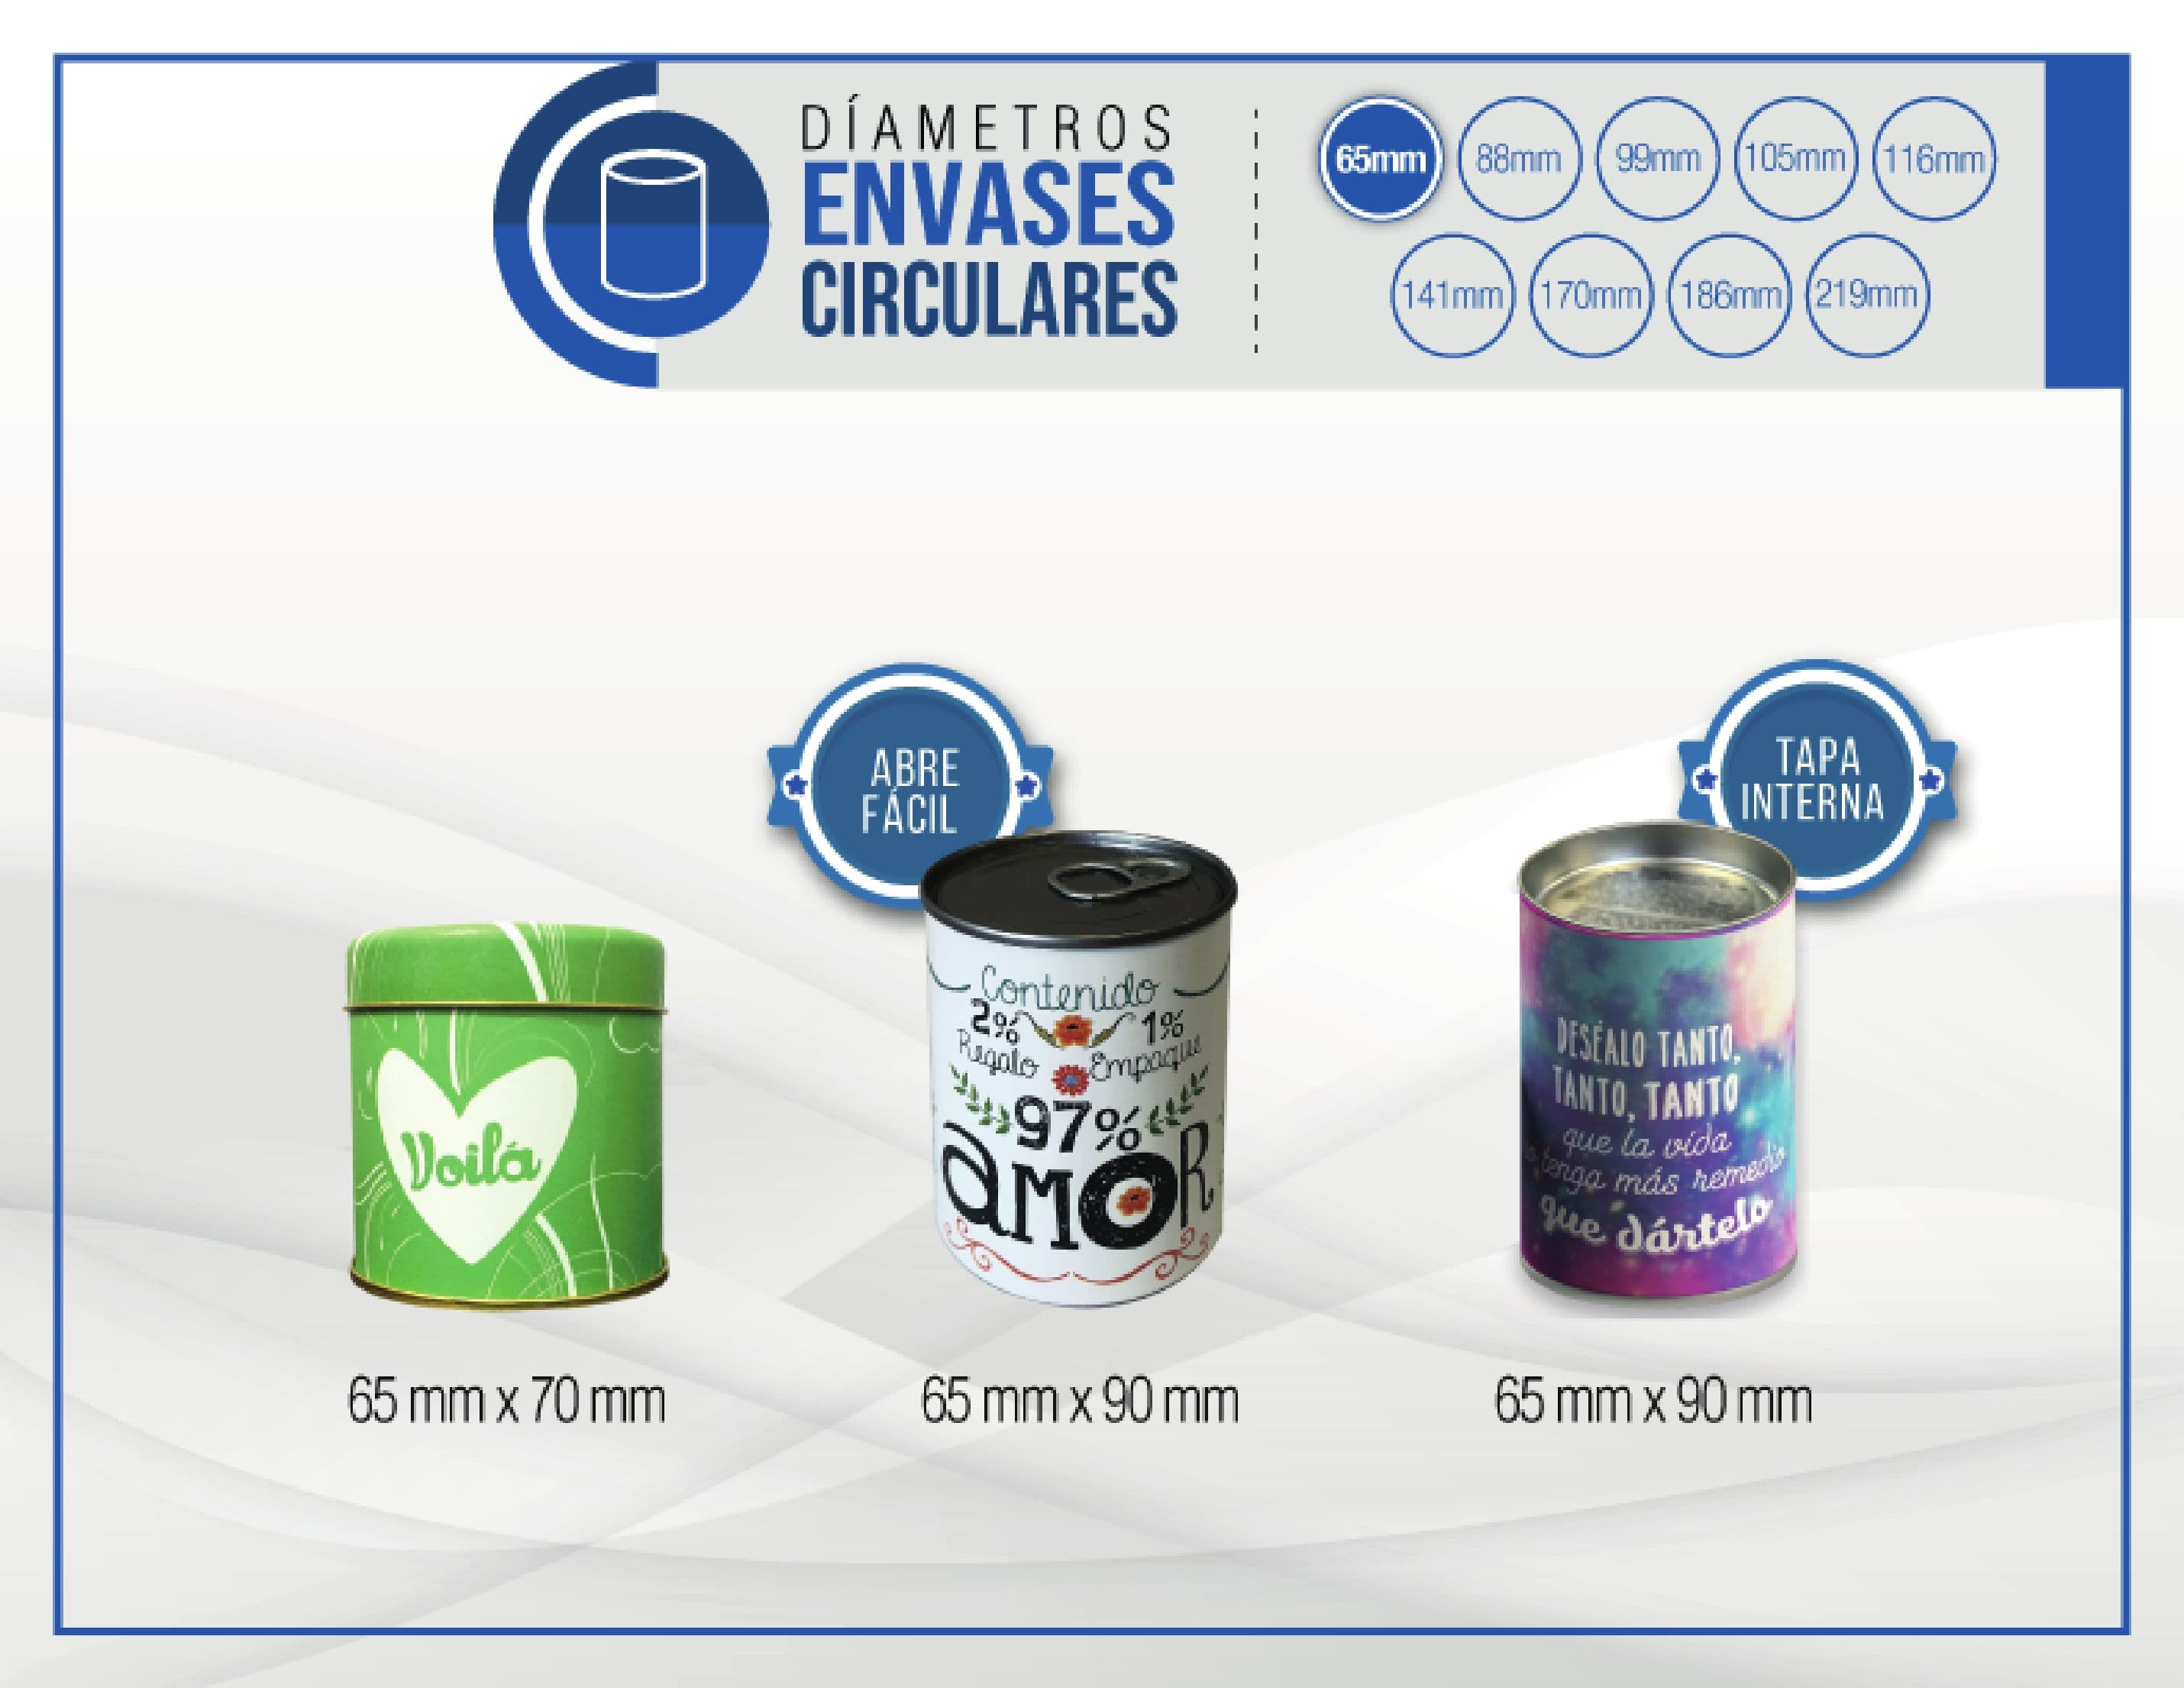 DÍAMETROS
ENVASES
CIRCULARES
65mm
88mm
99mm
105mm
116mm
141mm
170mm
186mm
219mm
ABRE
FÁCIL
TAPA
INTERNA
Voilá
Contenido
2% 1%
Regalo Empaque
97%
AMOR
DESÉALO TANTO,
TANTO, TANTO
que la vida
tenga más remedio
que dártelo
65 mm x 70 mm
65 mm x 90 mm
65 mm x 90 mm